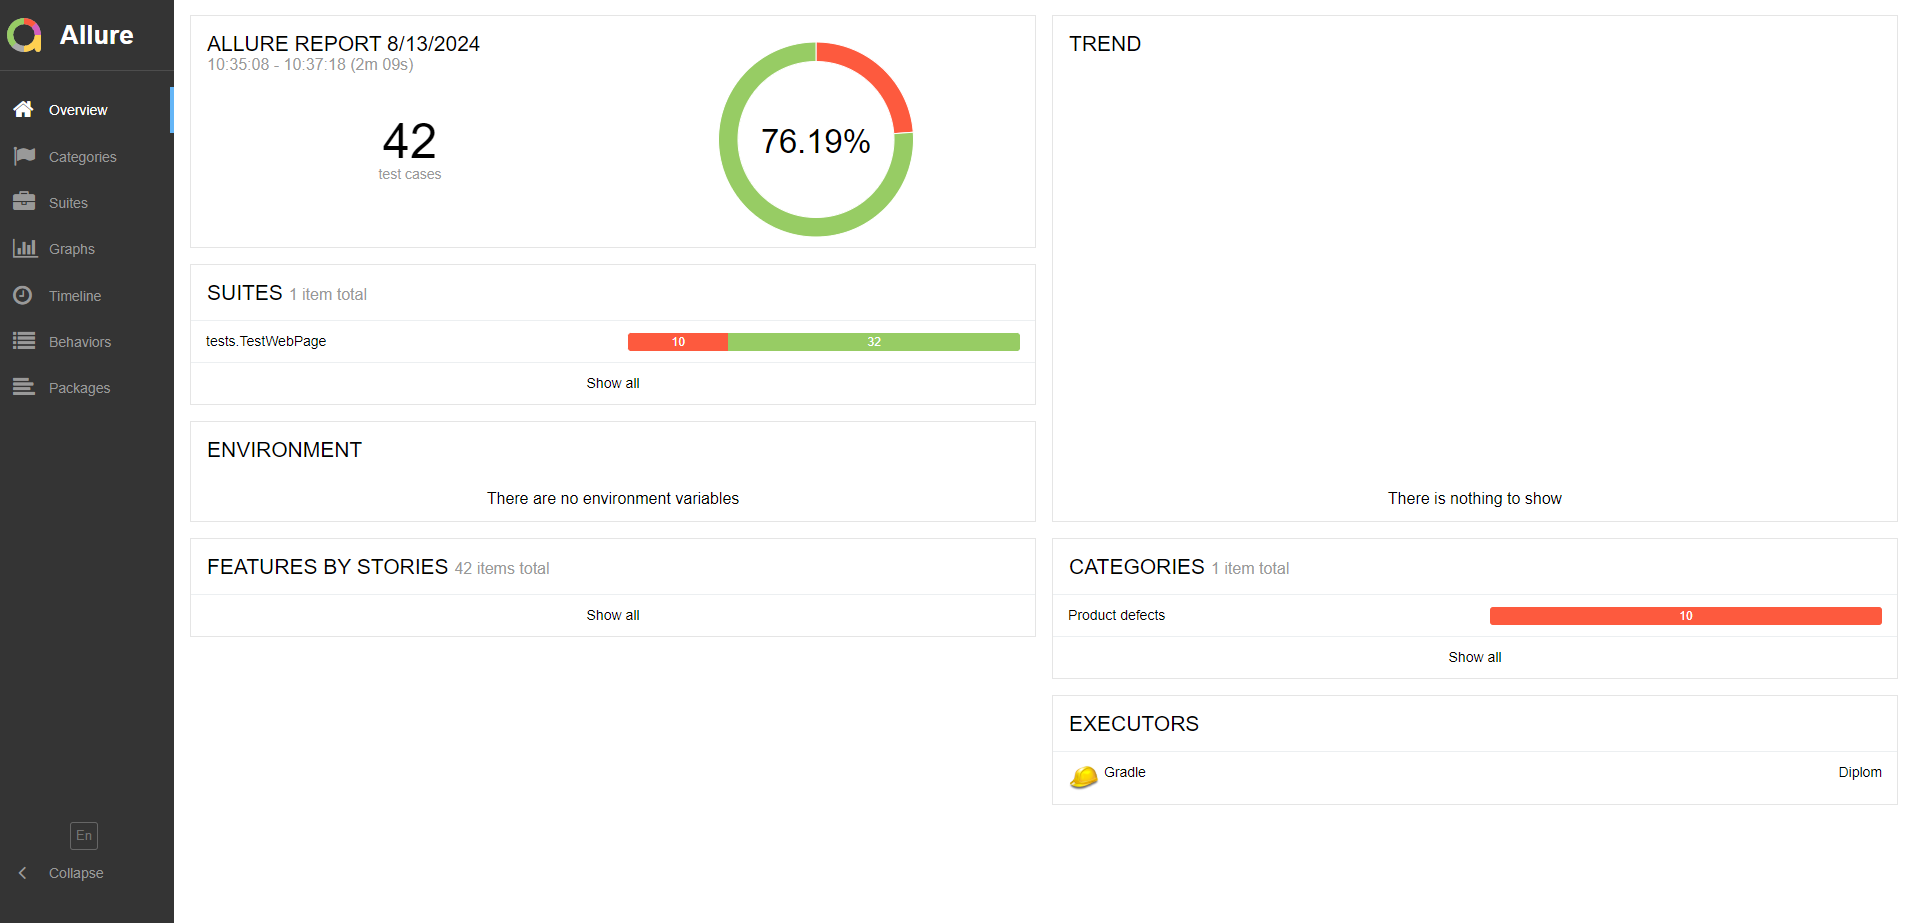 Allure
Overview
Categories
Suites
Graphs
Timeline
Behaviors
Packages
En
Collapse
ALLURE REPORT 8/13/2024
10:35:08 - 10:37:18 (2m 09s)
42
test cases
76.19%
SUITES 1 item total
tests.TestWebPage 10 32
Show all
ENVIRONMENT
There are no environment variables
FEATURES BY STORIES 42 items total
Show all
TREND
There is nothing to show
CATEGORIES 1 item total
Product defects 10
Show all
EXECUTORS
Gradle Diplom